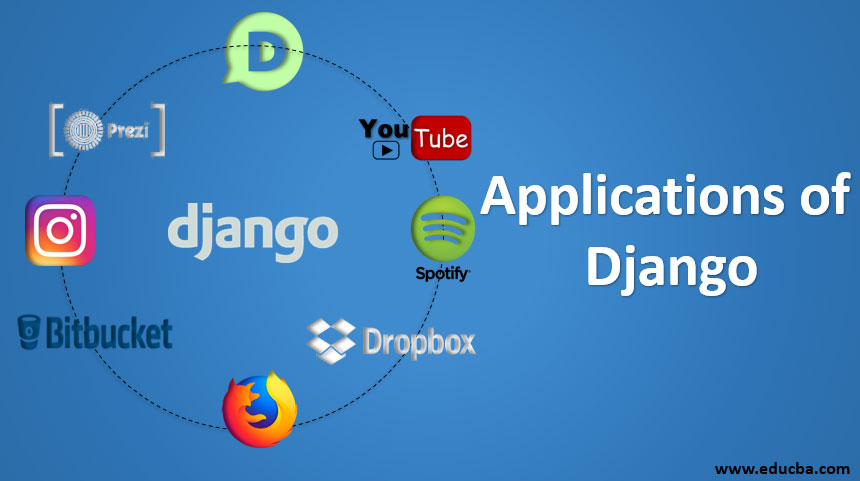 D
Prezi
You Tube
django
Applications of
Django
Spotify
Bitbucket
Dropbox
www.educba.com